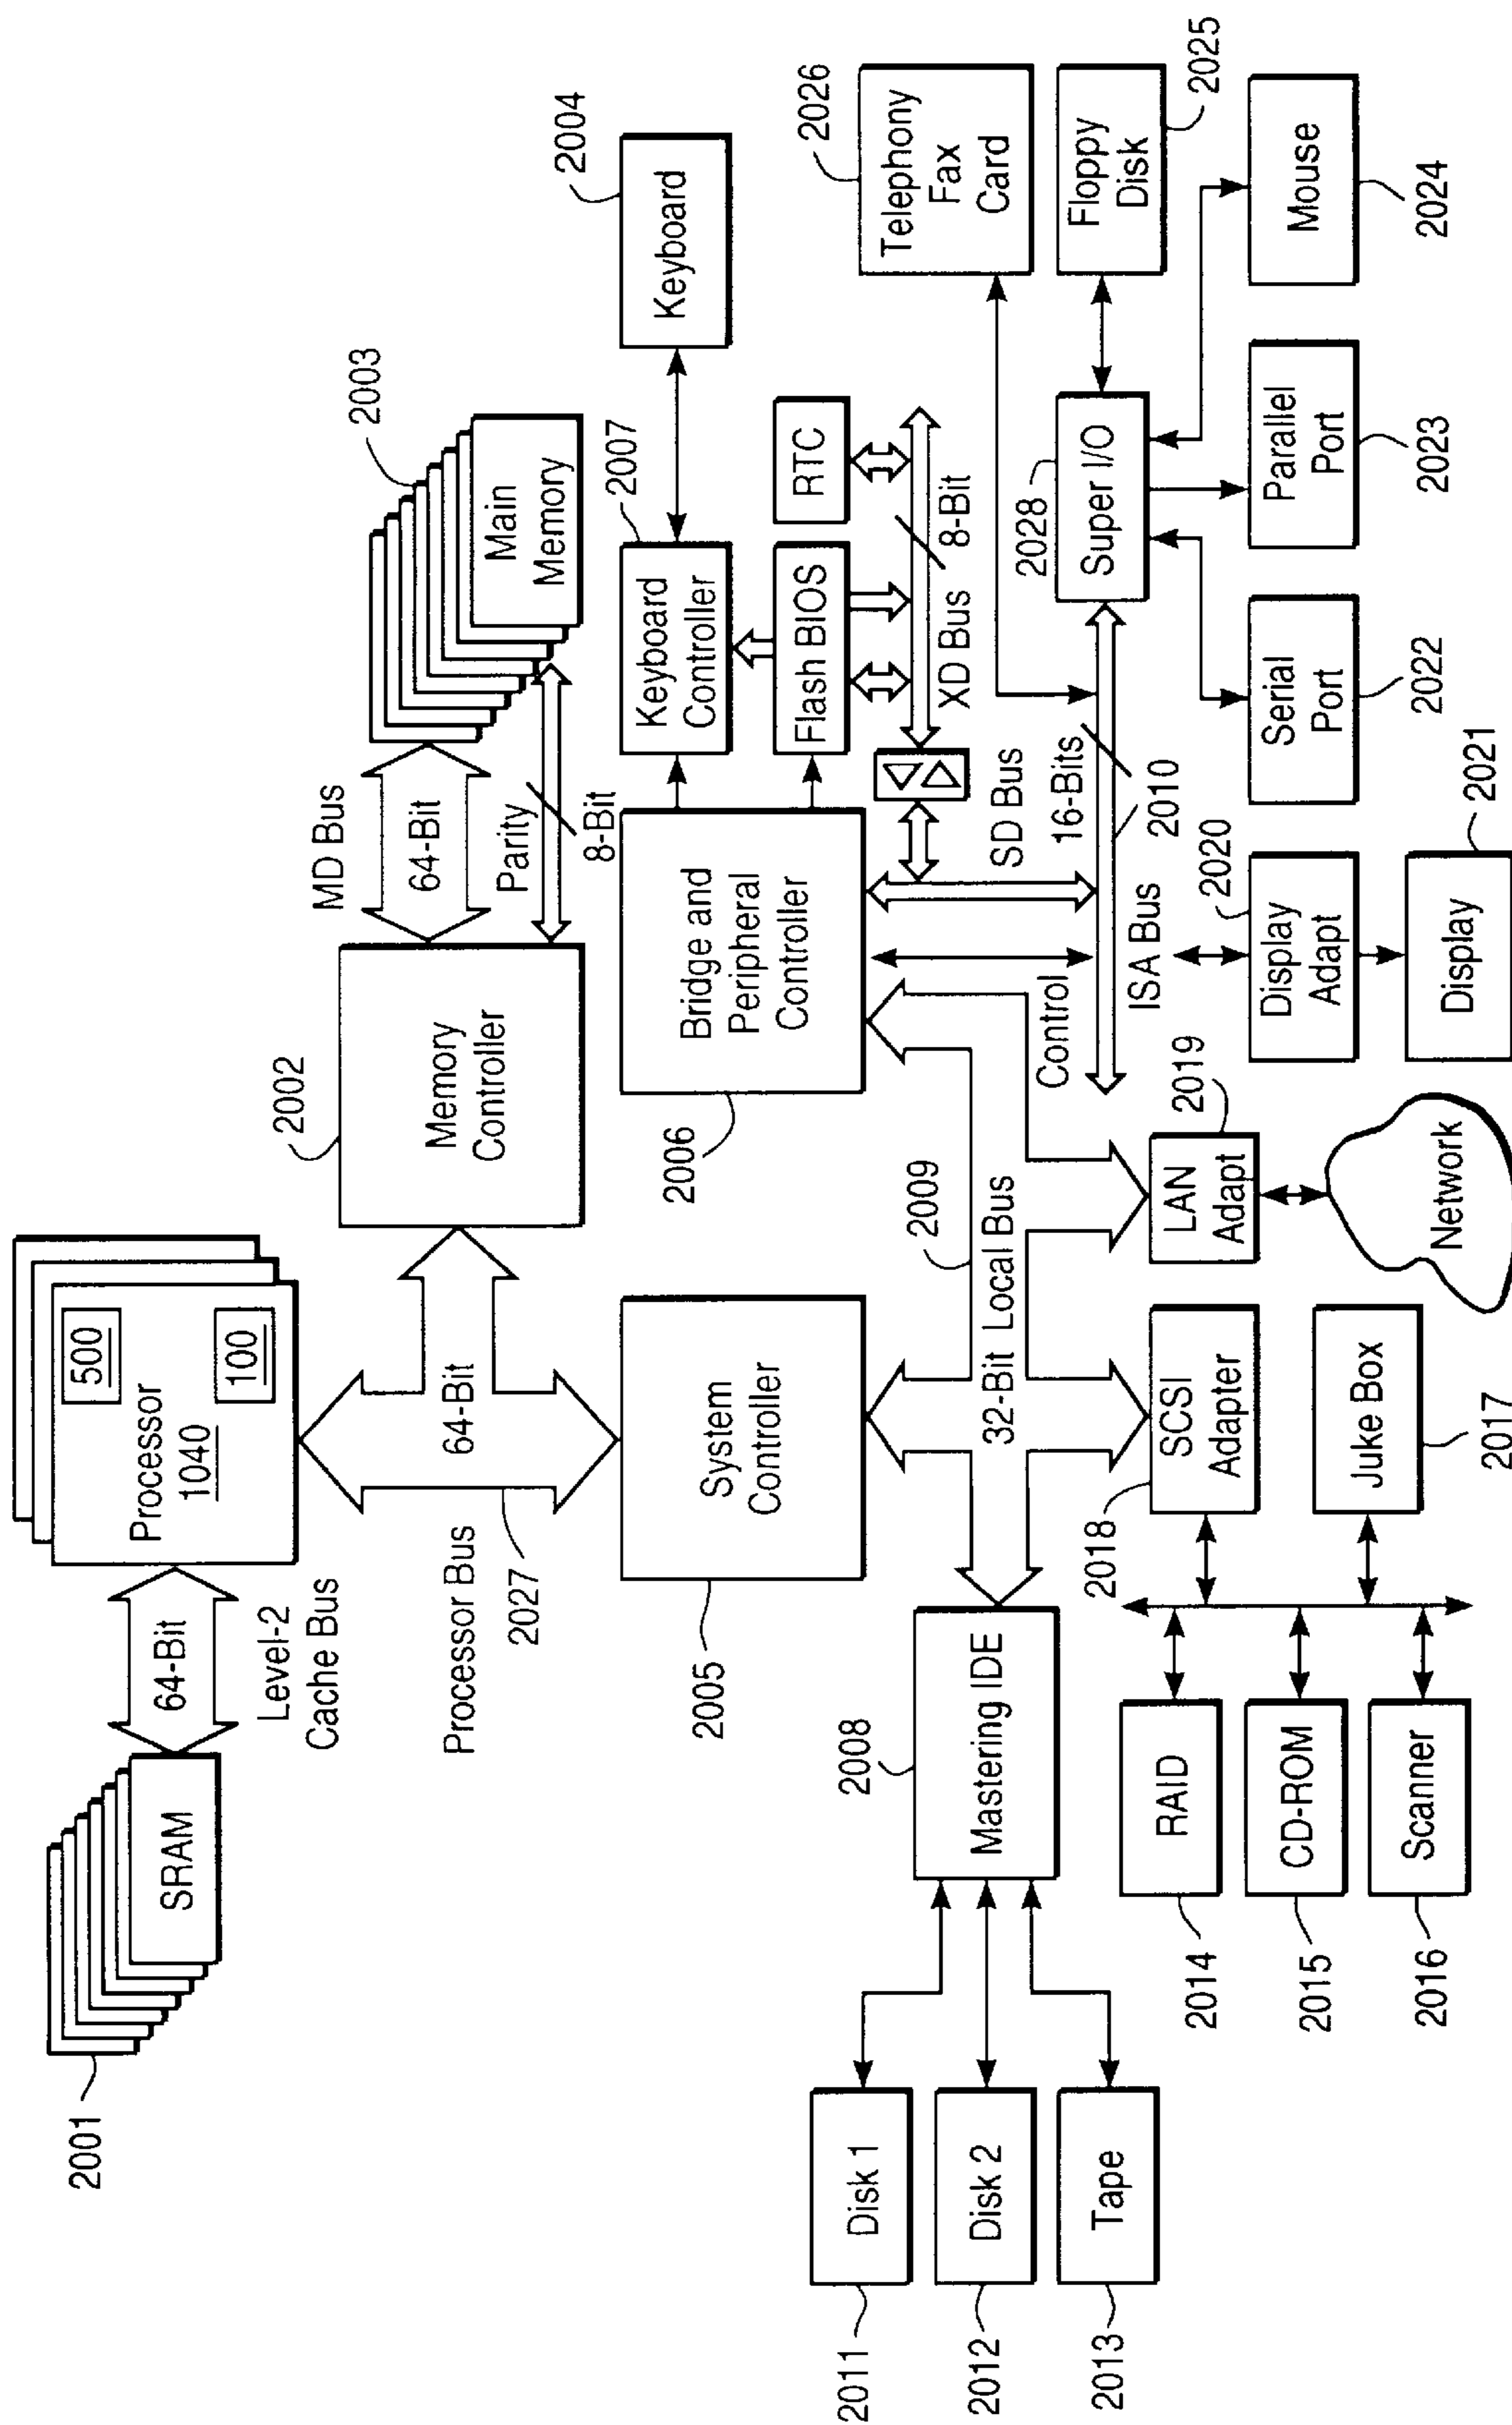 2001
SRAM
64-Bit
Level-2
Cache Bus
500
Processor
1040
100
Processor Bus
2027
64-Bit
2002
Memory
Controller
MD Bus
64-Bit
Parity
8-Bit
2003
Main
Memory
2004
Keyboard
2005
System
Controller
2006
Bridge and
Peripheral
Controller
2007
Keyboard
Controller
Flash BIOS
RTC
XD Bus
8-Bit
SD Bus
16-Bits
2010
Control
ISA Bus
2026
Telephony
Fax
Card
2028
Super I/O
Floppy
Disk
2025
2008
Mastering IDE
2009
32-Bit Local Bus
Disk 1
2011
Disk 2
2012
Tape
2013
RAID
2014
CD-ROM
2015
Scanner
2016
2018
SCSI
Adapter
Juke Box
2017
2019
LAN
Adapt
Network
2020
Display
Adapt
2021
Display
Serial
Port
2022
Parallel
Port
2023
Mouse
2024